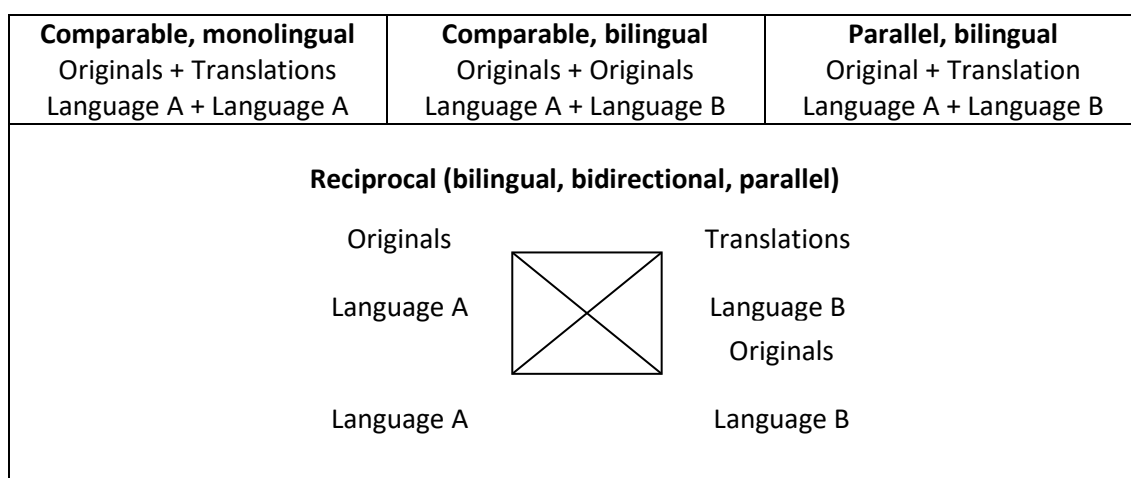 Comparable, monolingual
Originals + Translations
Language A + Language A
Comparable, bilingual
Originals + Originals
Language A + Language B
Parallel, bilingual
Original + Translation
Language A + Language B
Reciprocal (bilingual, bidirectional, parallel)
Originals Translations
Language A Language B
Originals
Language A Language B